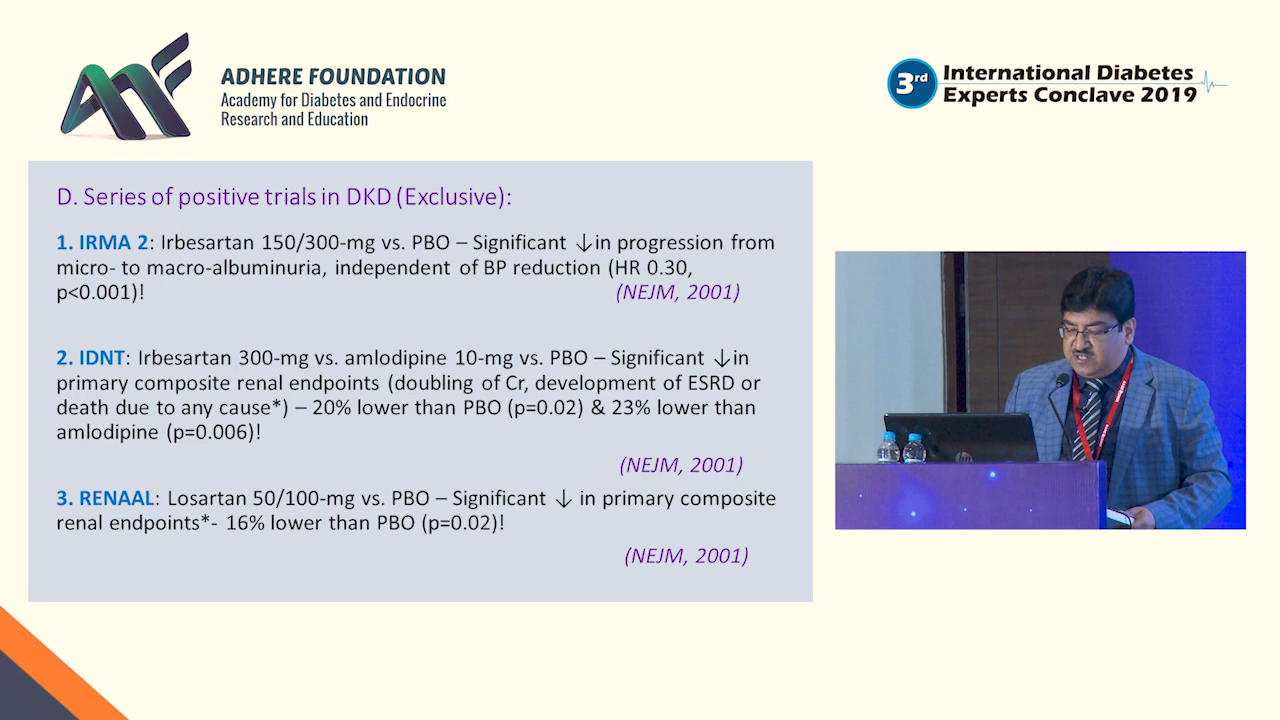 ADHERE FOUNDATION
Academy for Diabetes and Endocrine
Research and Education
3rd
International Diabetes
Experts Conclave 2019
D. Series of positive trials in DKD (Exclusive):
1. IRMA 2: Irbesartan 150/300-mg vs. PBO – Significant ↓in progression from
micro- to macro-albuminuria, independent of BP reduction (HR 0.30,
p<0.001)! (NEJM, 2001)
2. IDNT: Irbesartan 300-mg vs. amlodipine 10-mg vs. PBO – Significant ↓in
primary composite renal endpoints (doubling of Cr, development of ESRD or
death due to any cause*) – 20% lower than PBO (p=0.02) & 23% lower than
amlodipine (p=0.006)!
(NEJM, 2001)
3. RENAAL: Losartan 50/100-mg vs. PBO – Significant ↓ in primary composite
renal endpoints*- 16% lower than PBO (p=0.02)!
(NEJM, 2001)
hp